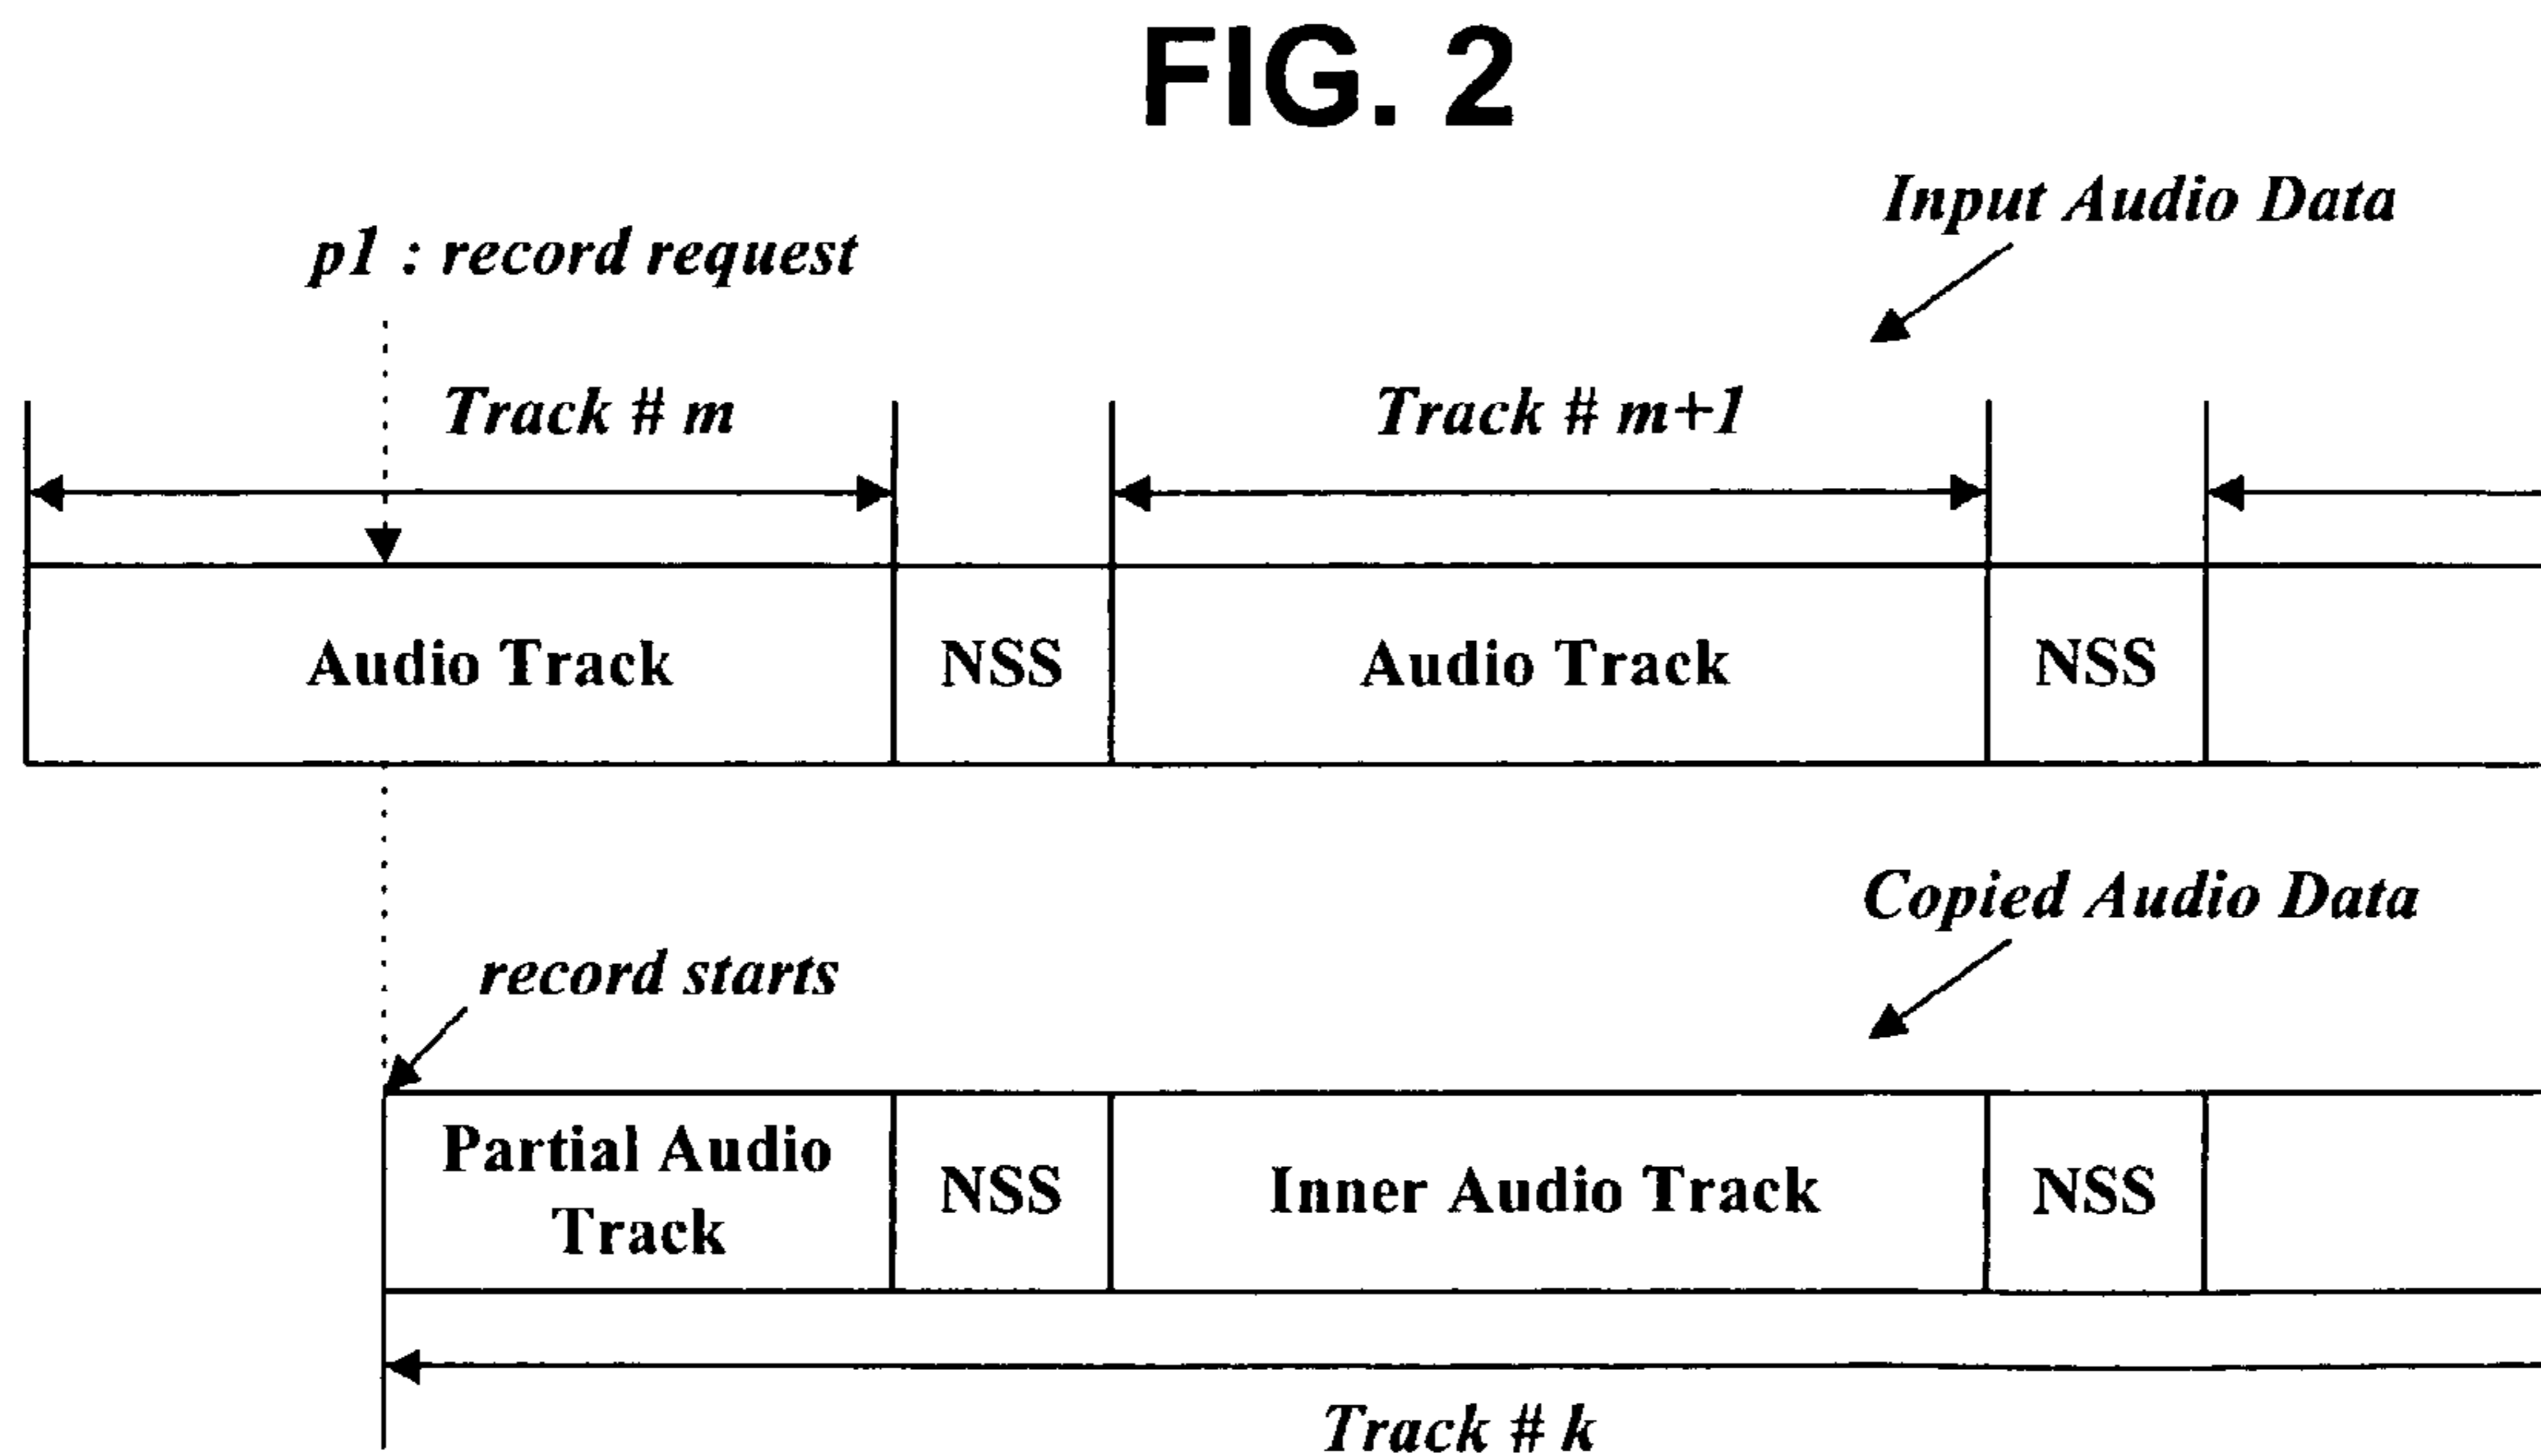 FIG. 2
Input Audio Data
p1 : record request
Track # m
Track # m+1
Audio Track
NSS
Audio Track
NSS
Copied Audio Data
record starts
Partial Audio
Track
NSS
Inner Audio Track
NSS
Track # k